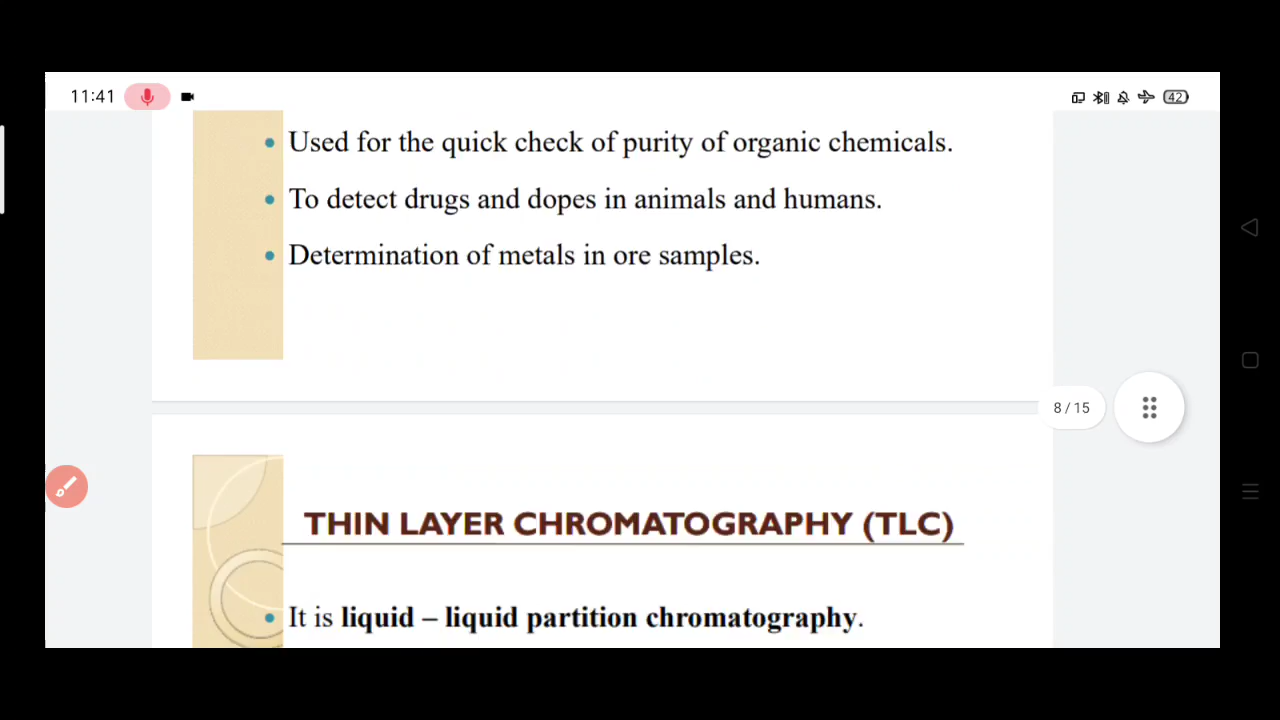 11:41
42
Used for the quick check of purity of organic chemicals.
To detect drugs and dopes in animals and humans.
Determination of metals in ore samples.
8 / 15
THIN LAYER CHROMATOGRAPHY (TLC)
It is liquid – liquid partition chromatography.